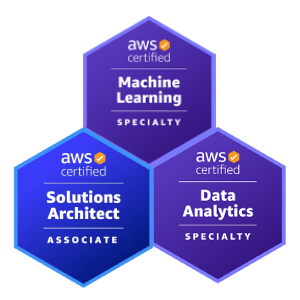 aws
certified
Machine
Learning
SPECIALTY
aws
certified
Solutions
Architect
ASSOCIATE
aws
certified
Data
Analytics
SPECIALTY